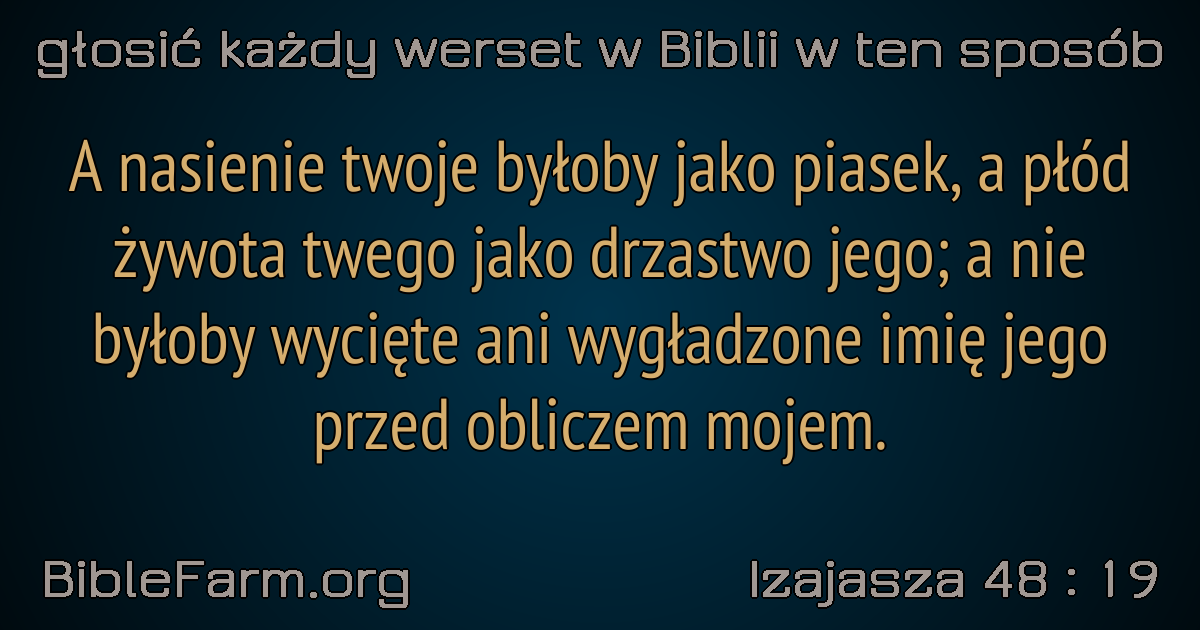 głosić każdy werset w Biblii w ten sposób
A nasienie twoje byłoby jako piasek, a płód
żywota twego jako drzastwo jego; a nie
byłoby wycięte ani wygładzone imię jego
przed obliczem mojem.
BibleFarm.org
Izajasza 48 : 19